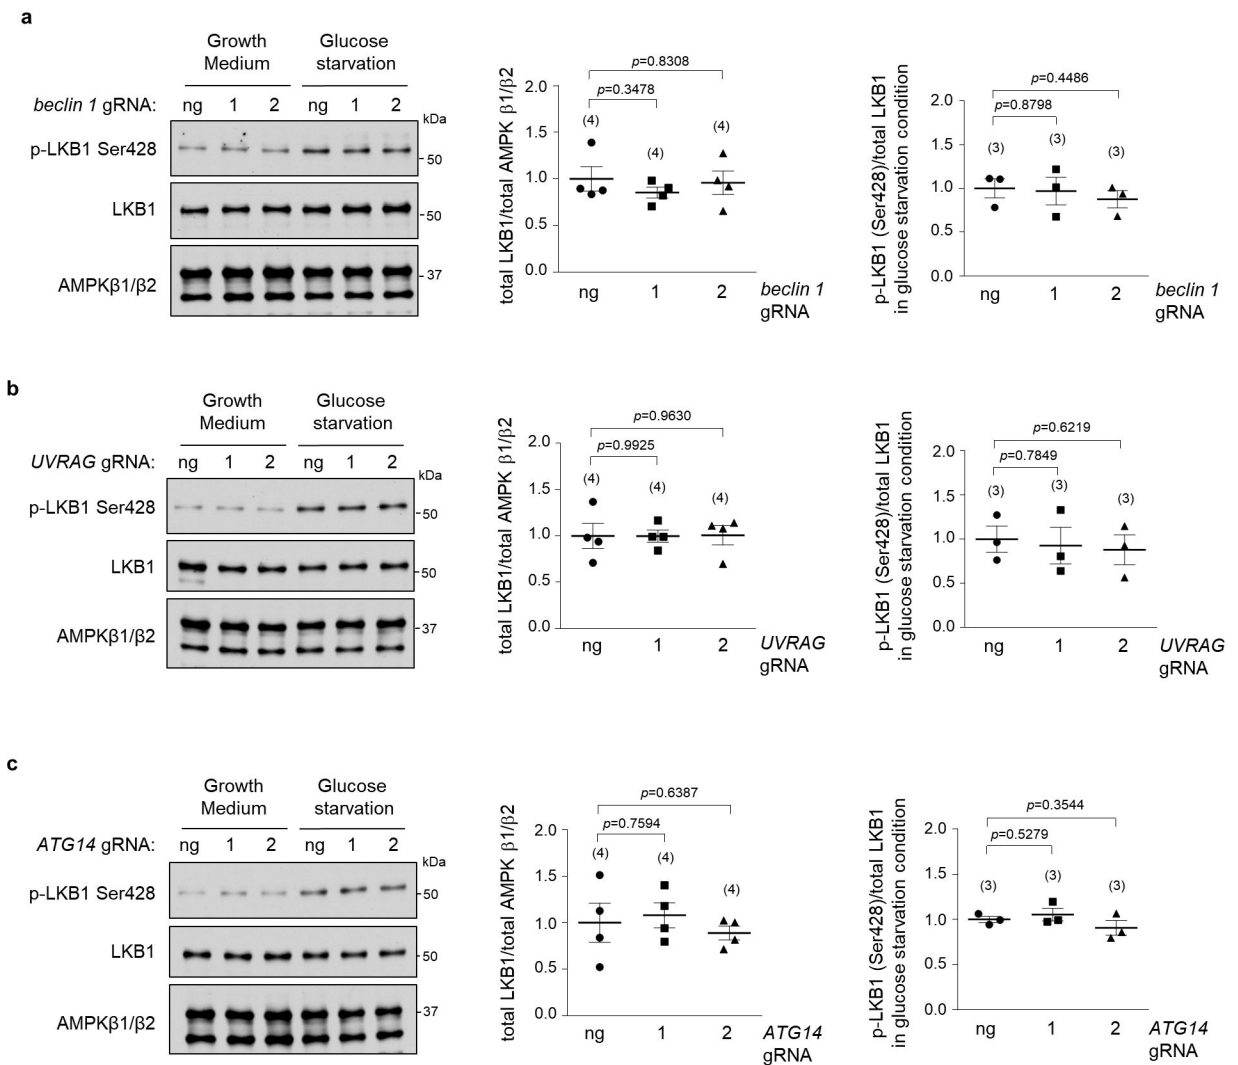 a
Growth
Medium
Glucose
starvation
beclin 1 gRNA:
ng 1 2 ng 1 2
kDa
p-LKB1 Ser428
50
LKB1
50
AMPKβ1/β2
37
total LKB1/total AMPK β1/β2
2.0
1.5
1.0
0.5
0.0
p=0.8308
p=0.3478
(4)
(4)
(4)
ng 1 2 beclin 1
gRNA
p-LKB1 (Ser428)/total LKB1
in glucose starvation condition
2.0
1.5
1.0
0.5
0.0
p=0.4486
p=0.8798
(3)
(3)
(3)
ng 1 2 beclin 1
gRNA
b
Growth
Medium
Glucose
starvation
UVRAG gRNA:
ng 1 2 ng 1 2
kDa
p-LKB1 Ser428
50
LKB1
50
AMPKβ1/β2
37
total LKB1/total AMPK β1/β2
2.0
1.5
1.0
0.5
0.0
p=0.9630
p=0.9925
(4)
(4)
(4)
ng 1 2 UVRAG
gRNA
p-LKB1 (Ser428)/total LKB1
in glucose starvation condition
2.0
1.5
1.0
0.5
0.0
p=0.6219
p=0.7849
(3)
(3)
(3)
ng 1 2 UVRAG
gRNA
c
Growth
Medium
Glucose
starvation
ATG14 gRNA:
ng 1 2 ng 1 2
kDa
p-LKB1 Ser428
50
LKB1
50
AMPKβ1/β2
37
total LKB1/total AMPK β1/β2
2.0
1.5
1.0
0.5
0.0
p=0.6387
p=0.7594
(4)
(4)
(4)
ng 1 2 ATG14
gRNA
p-LKB1 (Ser428)/total LKB1
in glucose starvation condition
2.0
1.5
1.0
0.5
0.0
p=0.3544
p=0.5279
(3)
(3)
(3)
ng 1 2 ATG14
gRNA